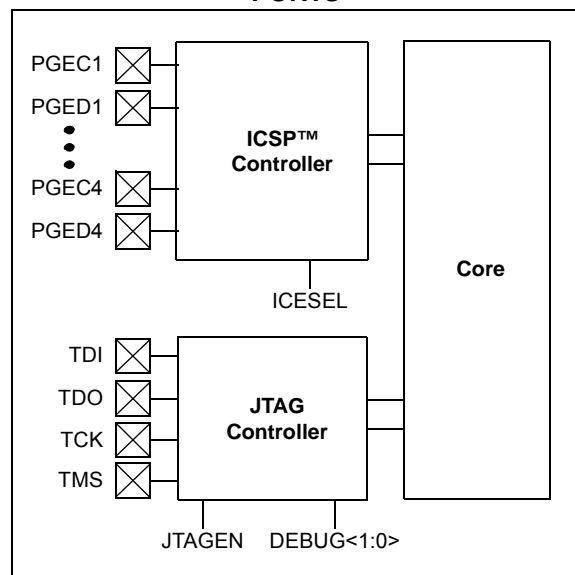 PGEC1
PGED1
PGEC4
PGED4
ICSP™
Controller
ICESEL
Core
TDI
TDO
TCK
TMS
JTAG
Controller
JTAGEN DEBUG<1:0>